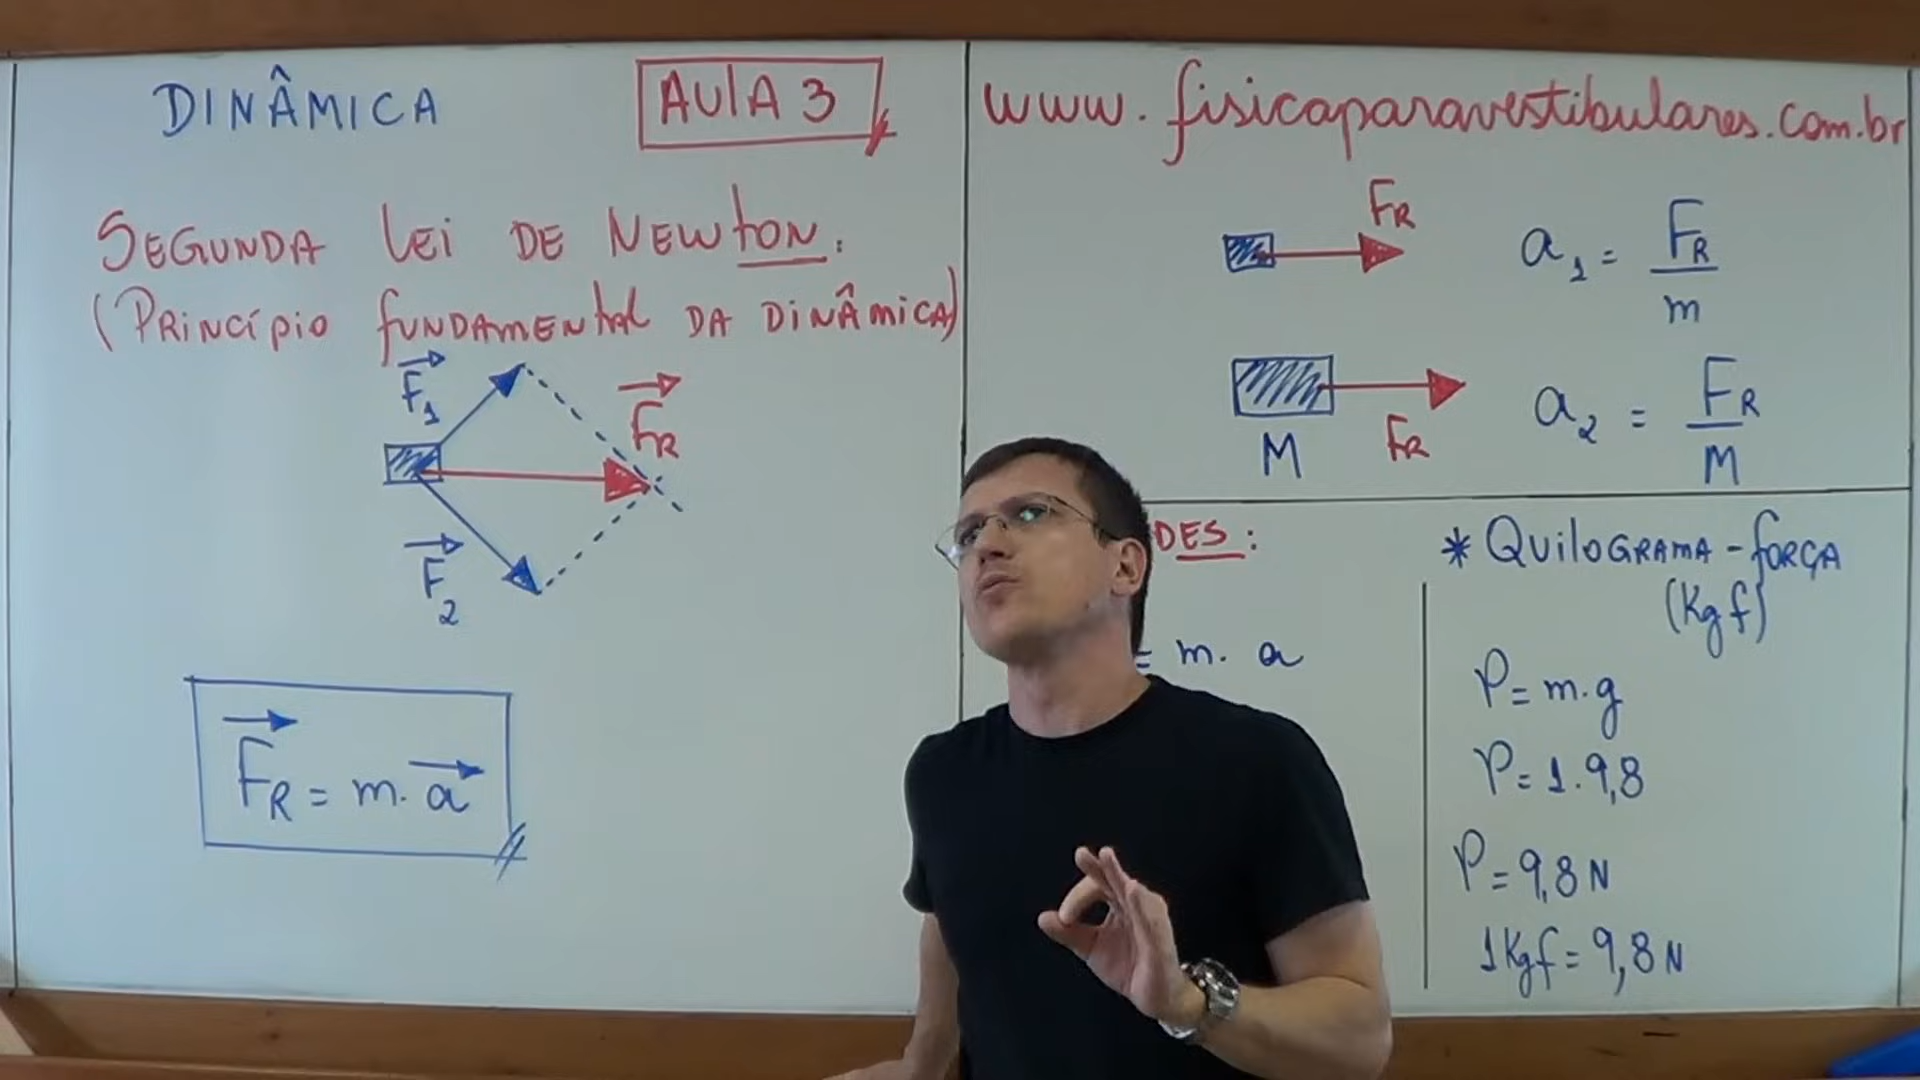 DINÂMICA
AULA 3
SEGUNDA LEI DE NEWTON.
(PRINCÍPIO FUNDAMENTAL DA DINÂMICA)
F1
FR
F2
FR = m. a
www.fisicaparavestibulares.com.br
FR
a1 = FR / m
M
FR
a2 = FR / M
DES:
= m. a
* QUILOGRAMA-FORÇA
(Kgf)
P = m.g
P = 1.9,8
P = 9,8 N
1Kgf = 9,8 N